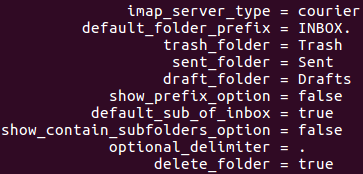 imap_server_type = courier
default_folder_prefix = INBOX.
trash_folder = Trash
sent_folder = Sent
draft_folder = Drafts
show_prefix_option = false
default_sub_of_inbox = true
show_contain_subfolders_option = false
optional_delimiter = .
delete_folder = true